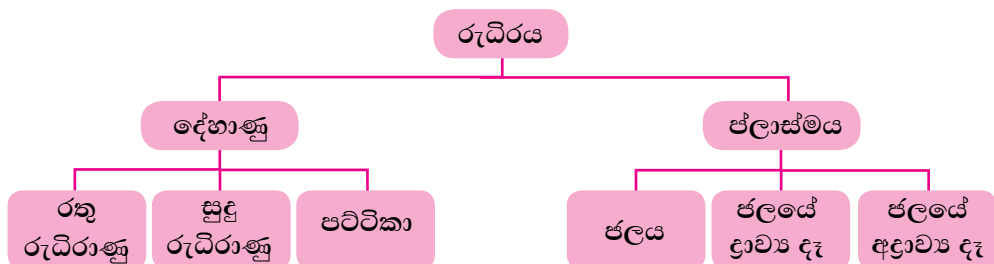 රුධිරය
දේහාණු
ප්ලාස්මය
රතු
රුධිරාණු
සුදු
රුධිරාණු
පට්ටිකා
ජලය
ජලයේ
ද්‍රාව්‍ය දෑ
ජලයේ
අද්‍රාව්‍ය දෑ